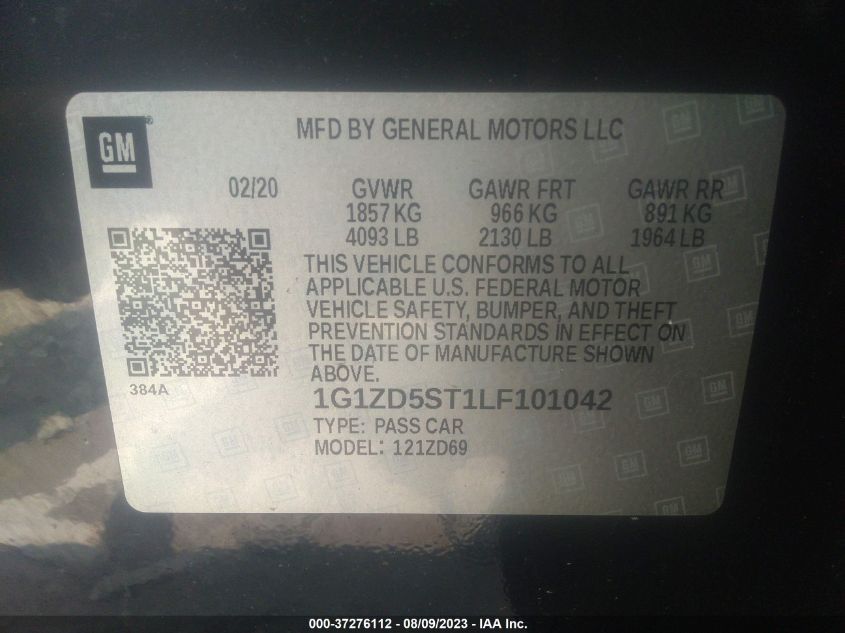 GM®
MFD BY GENERAL MOTORS LLC
02/20 GVWR GAWR FRT GAWR RR
1857 KG 966 KG 891 KG
4093 LB 2130 LB 1964 LB
THIS VEHICLE CONFORMS TO ALL
APPLICABLE U.S. FEDERAL MOTOR
VEHICLE SAFETY, BUMPER, AND THEFT
PREVENTION STANDARDS IN EFFECT ON
THE DATE OF MANUFACTURE SHOWN
ABOVE.
384A
1G1ZD5ST1LF101042
TYPE: PASS CAR
MODEL: 121ZD69
000-37276112 - 08/09/2023 - IAA Inc.